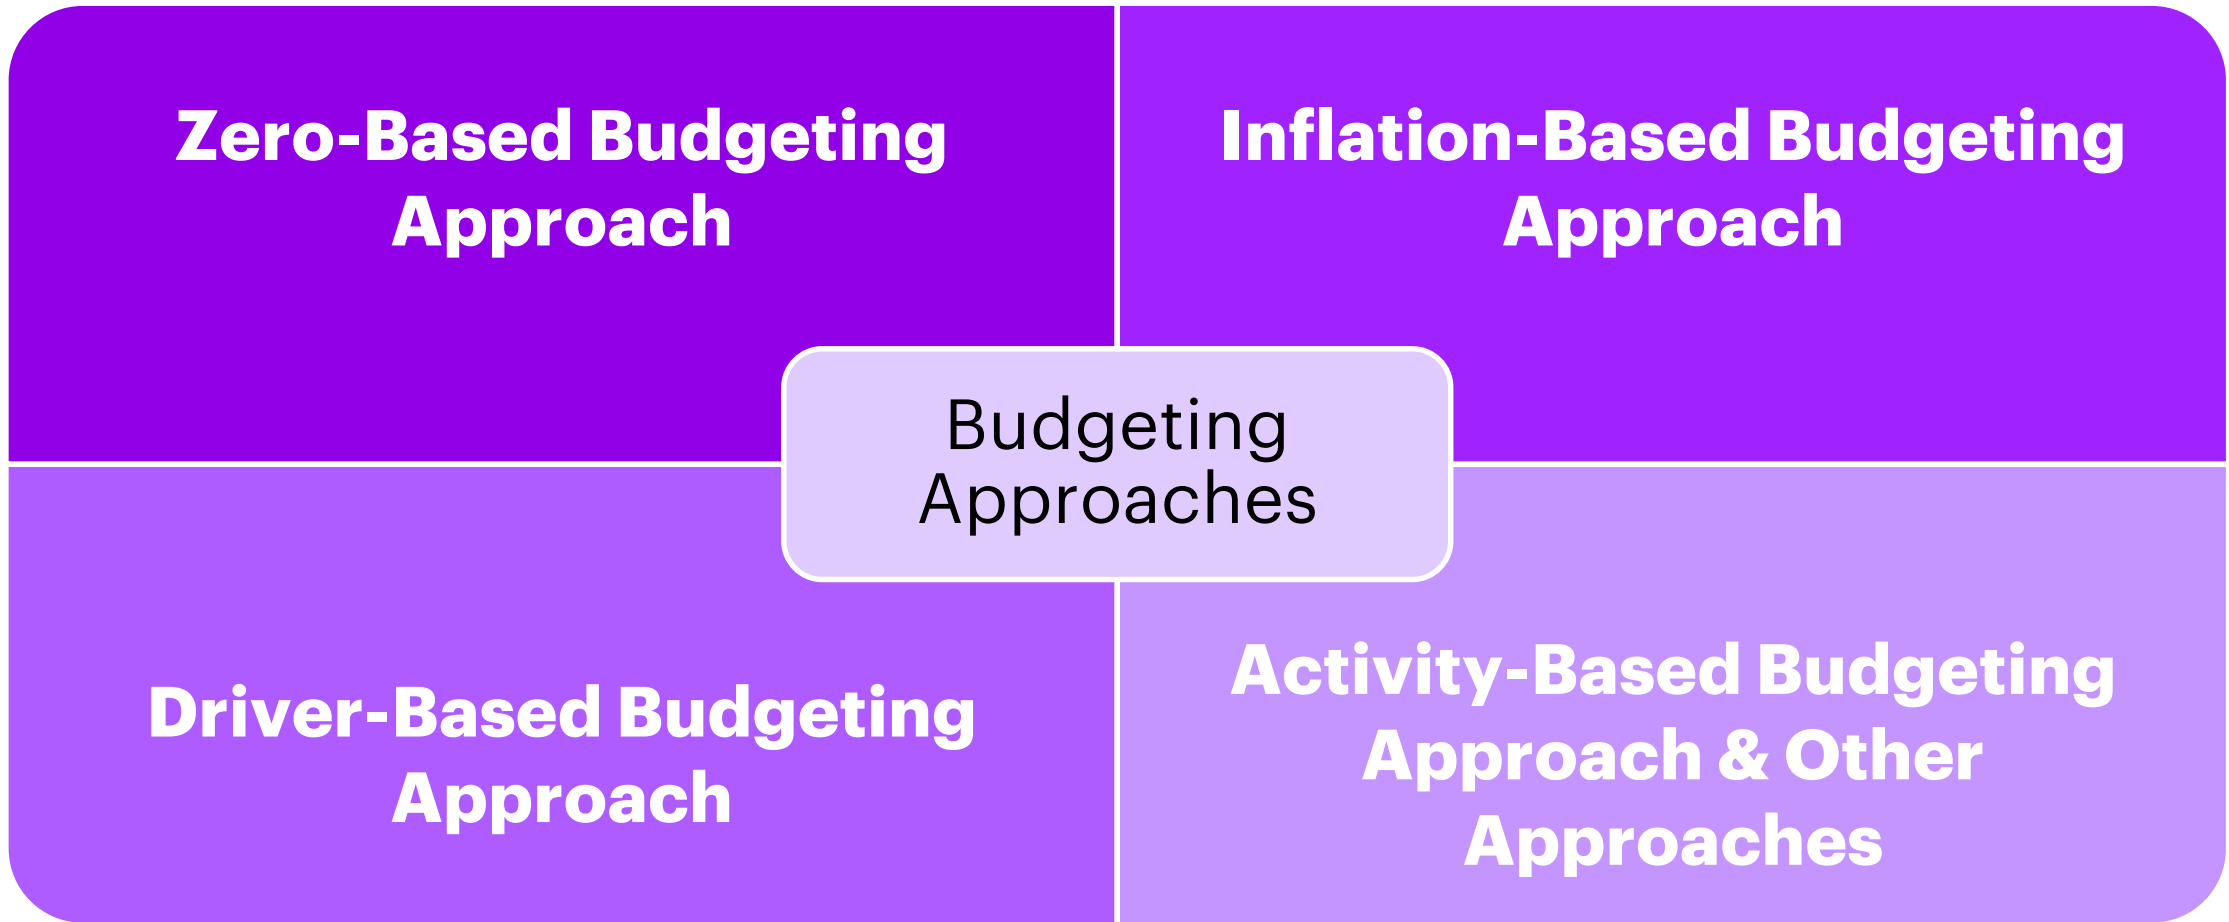 Zero-Based Budgeting
Approach
Inflation-Based Budgeting
Approach
Budgeting
Approaches
Driver-Based Budgeting
Approach
Activity-Based Budgeting
Approach & Other
Approaches